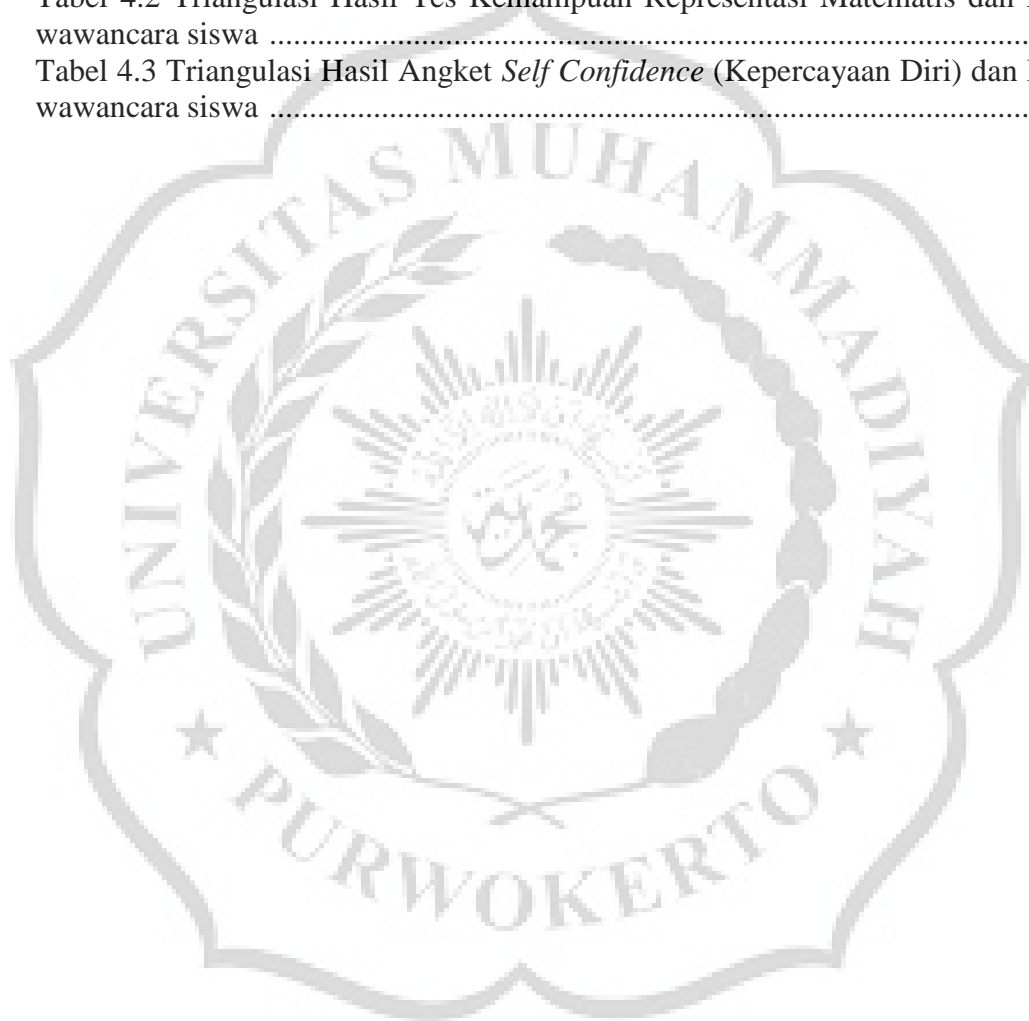 Tabel 4.2 Triangulasi Hasil Tes Kemampuan Representasi Matematis dan
wawancara siswa ........................................................................................
Tabel 4.3 Triangulasi Hasil Angket Self Confidence (Kepercayaan Diri) dan
wawancara siswa ........................................................................................
UNIVERSITAS MUHAMMADIYAH
PURWOKERTO